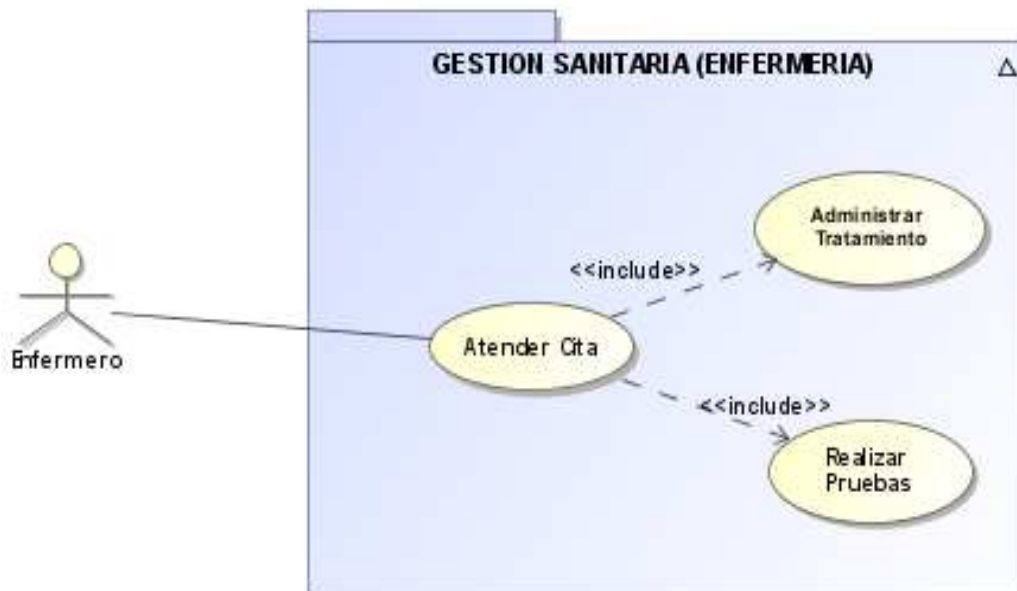 GESTION SANITARIA (ENFERMERIA)
Administrar
Tratamiento
<<include>>
Atender Cita
Enfermero
<<include>>
Realizar
Pruebas